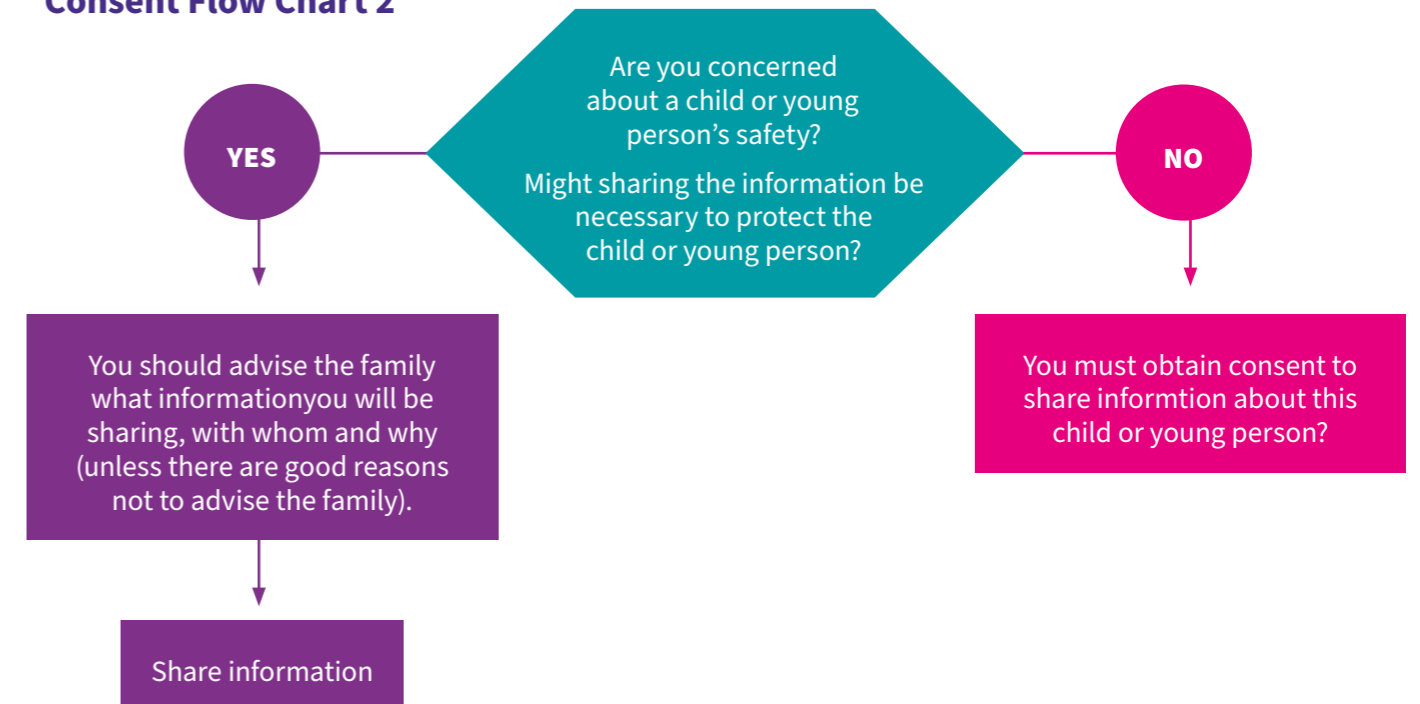 Consent Flow Chart 2
Are you concerned
about a child or young
person’s safety?
Might sharing the information be
necessary to protect the
child or young person?
YES
NO
You should advise the family
what informationyou will be
sharing, with whom and why
(unless there are good reasons
not to advise the family).
You must obtain consent to
share informtion about this
child or young person?
Share information